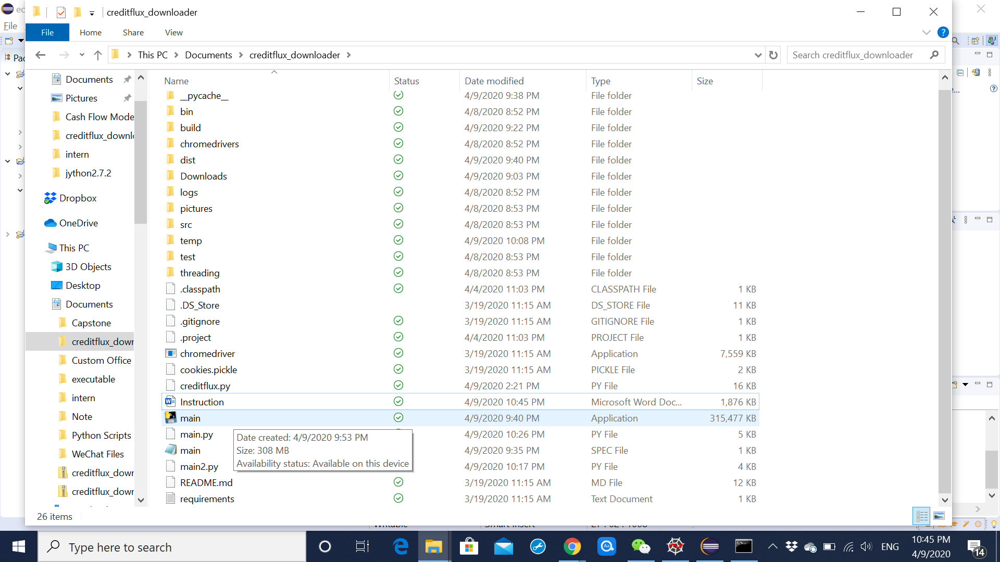 ec
creditflux_downloader
File
File Home Share View
This PC Documents creditflux_downloader
Search creditflux_downloader
Pac
Documents
Pictures
Cash Flow Mode
creditflux_downl
intern
jython2.7.2
Dropbox
OneDrive
This PC
3D Objects
Desktop
Documents
Capstone
creditflux_dowr
Custom Office
executable
intern
Note
Python Scripts
WeChat Files
creditflux_dowr
creditflux_dowr
Name Status Date modified Type Size
__pycache__ 4/9/2020 9:38 PM File folder
bin 4/8/2020 8:52 PM File folder
build 4/9/2020 9:22 PM File folder
chromedrivers 4/8/2020 8:52 PM File folder
dist 4/9/2020 9:40 PM File folder
Downloads 4/9/2020 9:03 PM File folder
logs 4/8/2020 8:52 PM File folder
pictures 4/8/2020 8:53 PM File folder
src 4/8/2020 8:53 PM File folder
temp 4/9/2020 10:08 PM File folder
test 4/8/2020 8:53 PM File folder
threading 4/8/2020 8:53 PM File folder
.classpath 4/4/2020 11:03 PM CLASSPATH File 1 KB
.DS_Store 3/19/2020 11:15 AM DS_STORE File 11 KB
.gitignore 3/19/2020 11:15 AM GITIGNORE File 1 KB
.project 4/4/2020 11:03 PM PROJECT File 1 KB
chromedriver 3/19/2020 11:15 AM Application 7,559 KB
cookies.pickle 3/19/2020 11:15 AM PICKLE File 2 KB
creditflux.py 4/9/2020 2:21 PM PY File 16 KB
Instruction 4/9/2020 10:45 PM Microsoft Word Doc... 1,876 KB
main 4/9/2020 9:40 PM Application 315,477 KB
main.py 4/9/2020 10:26 PM PY File 5 KB
main 4/9/2020 9:35 PM SPEC File 1 KB
main2.py 4/9/2020 10:17 PM PY File 4 KB
README.md 3/19/2020 11:15 AM MD File 12 KB
requirements 3/19/2020 11:15 AM Text Document 1 KB
Date created: 4/9/2020 9:53 PM
Size: 308 MB
Availability status: Available on this device
26 items
Type here to search
ENG
10:45 PM
4/9/2020
14